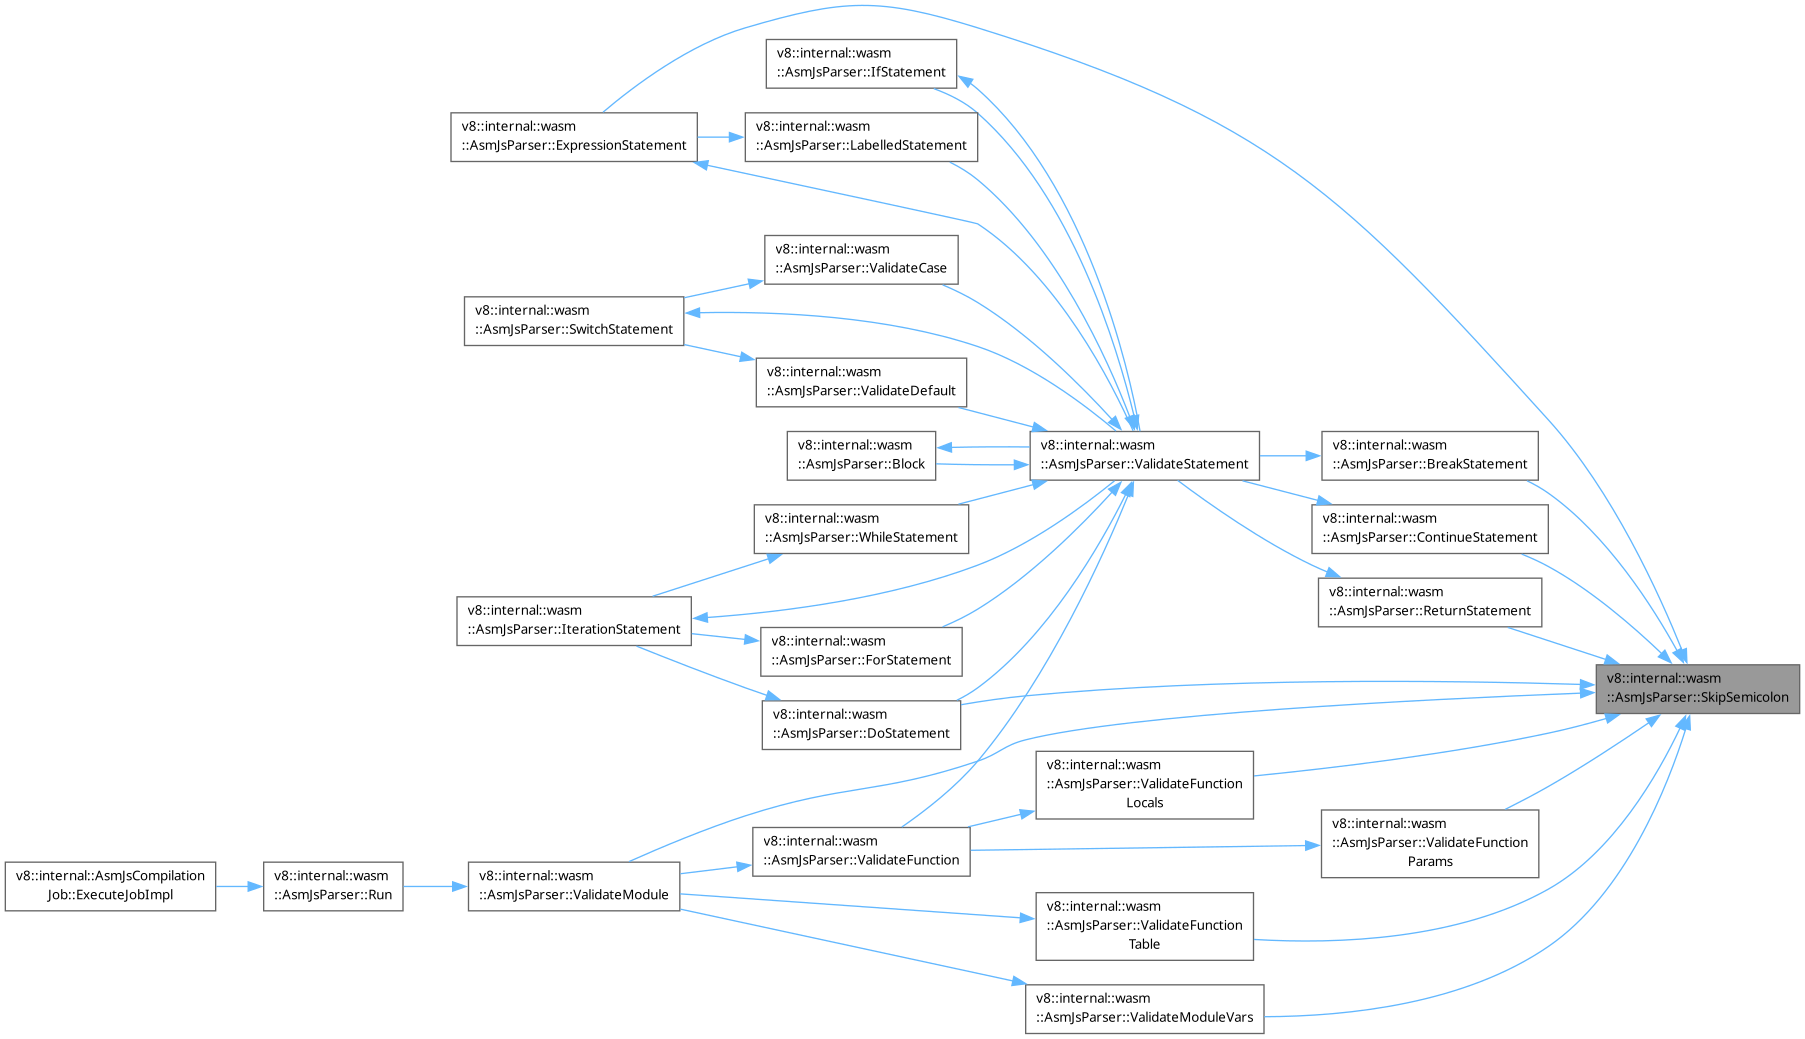 v8::internal::wasm
::AsmJsParser::IfStatement
v8::internal::wasm
::AsmJsParser::ExpressionStatement
v8::internal::wasm
::AsmJsParser::LabelledStatement
v8::internal::wasm
::AsmJsParser::ValidateCase
v8::internal::wasm
::AsmJsParser::SwitchStatement
v8::internal::wasm
::AsmJsParser::ValidateDefault
v8::internal::wasm
::AsmJsParser::Block
v8::internal::wasm
::AsmJsParser::ValidateStatement
v8::internal::wasm
::AsmJsParser::BreakStatement
v8::internal::wasm
::AsmJsParser::WhileStatement
v8::internal::wasm
::AsmJsParser::ContinueStatement
v8::internal::wasm
::AsmJsParser::ReturnStatement
v8::internal::wasm
::AsmJsParser::IterationStatement
v8::internal::wasm
::AsmJsParser::ForStatement
v8::internal::wasm
::AsmJsParser::SkipSemicolon
v8::internal::wasm
::AsmJsParser::DoStatement
v8::internal::wasm
::AsmJsParser::ValidateFunction
Locals
v8::internal::wasm
::AsmJsParser::ValidateFunction
Params
v8::internal::wasm
::AsmJsParser::ValidateFunction
v8::internal::AsmJsCompilation
Job::ExecuteJobImpl
v8::internal::wasm
::AsmJsParser::Run
v8::internal::wasm
::AsmJsParser::ValidateModule
v8::internal::wasm
::AsmJsParser::ValidateFunction
Table
v8::internal::wasm
::AsmJsParser::ValidateModuleVars